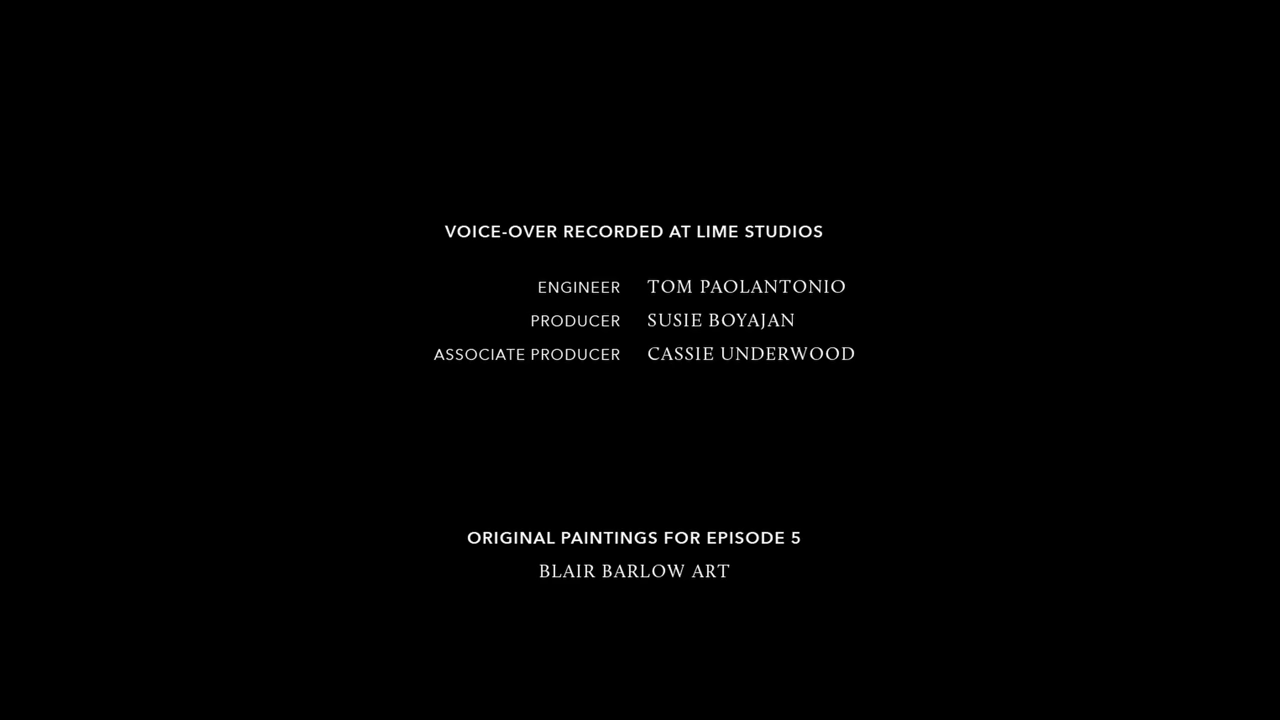 VOICE-OVER RECORDED AT LIME STUDIOS
ENGINEER TOM PAOLANTONIO
PRODUCER SUSIE BOYAJAN
ASSOCIATE PRODUCER CASSIE UNDERWOOD
ORIGINAL PAINTINGS FOR EPISODE 5
BLAIR BARLOW ART